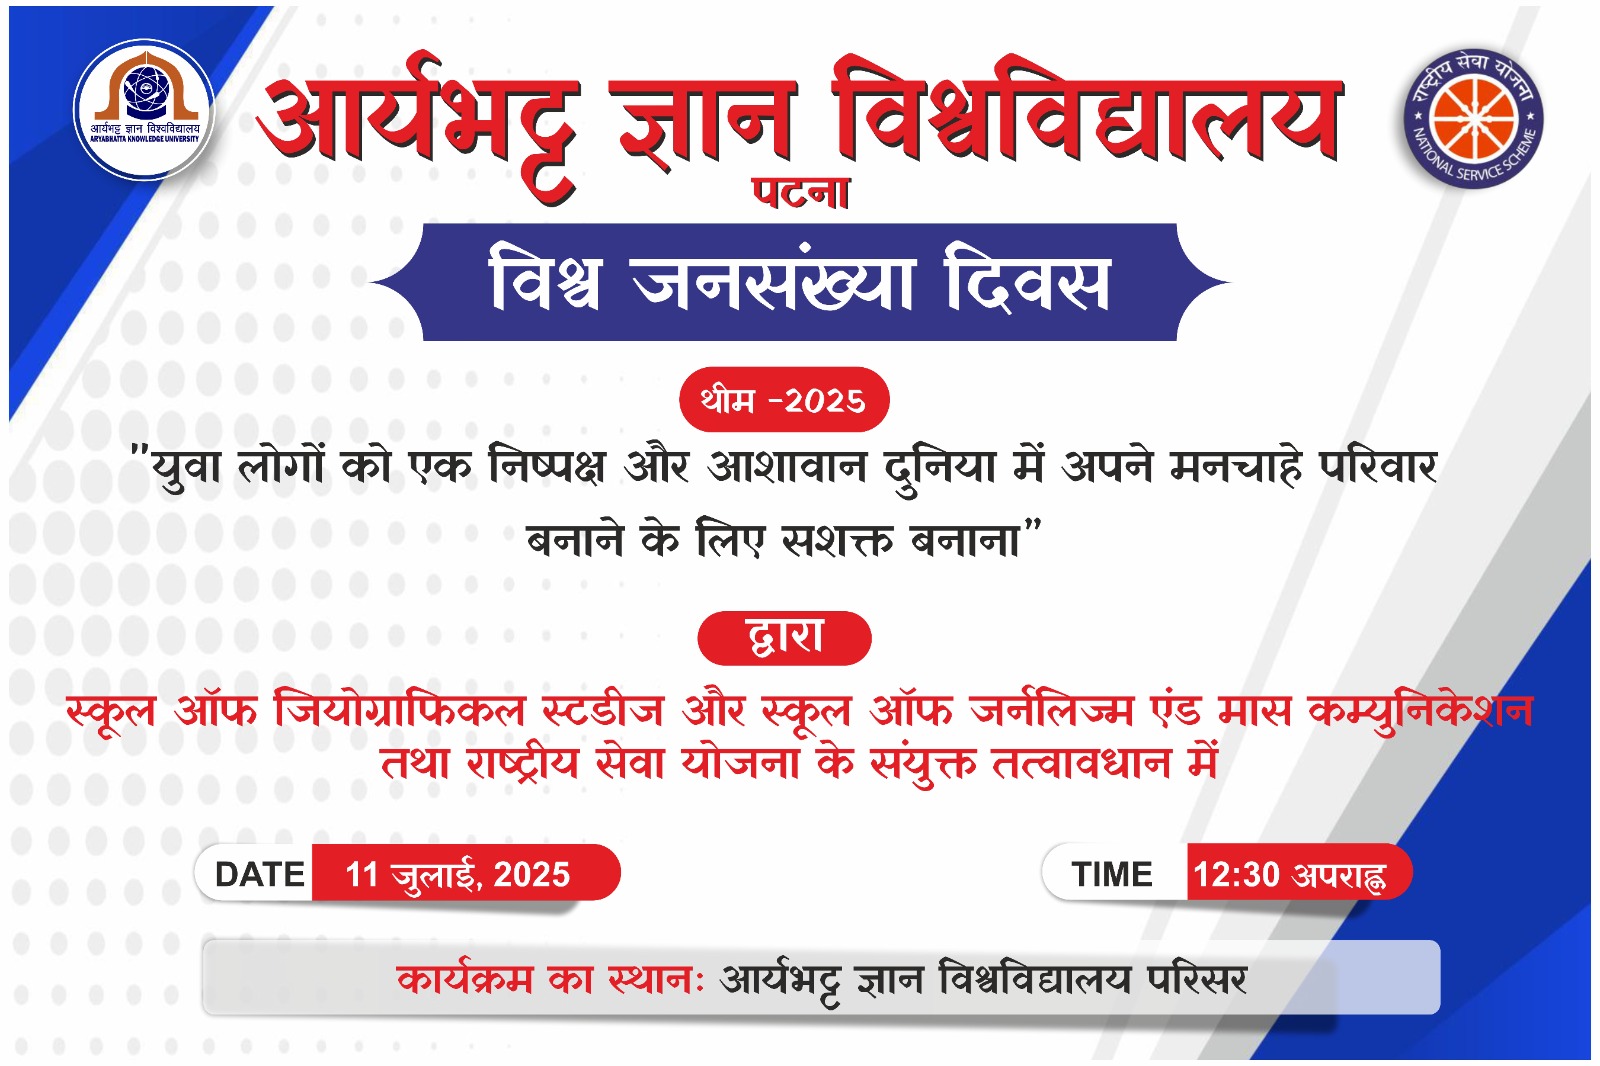 आर्यभट्ट ज्ञान विश्वविद्यालय
पटना
आर्यभट्ट ज्ञान विश्वविद्यालय
ARYABHATTA KNOWLEDGE UNIVERSITY
राष्ट्रीय सेवा योजना
NATIONAL SERVICE SCHEME
विश्व जनसंख्या दिवस
थीम -2025
"युवा लोगों को एक निष्पक्ष और आशावान दुनिया में अपने मनचाहे परिवार
बनाने के लिए सशक्त बनाना"
द्वारा
स्कूल ऑफ जियोग्राफिकल स्टडीज और स्कूल ऑफ जर्नलिज्म एंड मास कम्युनिकेशन
तथा राष्ट्रीय सेवा योजना के संयुक्त तत्वावधान में
DATE 11 जुलाई, 2025
TIME 12:30 अपराह्न
कार्यक्रम का स्थानः आर्यभट्ट ज्ञान विश्वविद्यालय परिसर